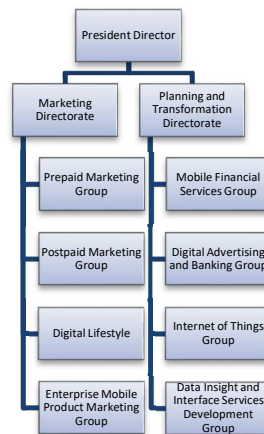 President Director
Marketing
Directorate
Planning and
Transformation
Directorate
Prepaid Marketing
Group
Mobile Financial
Services Group
Postpaid Marketing
Group
Digital Advertising
and Banking Group
Digital Lifestyle
Internet of Things
Group
Enterprise Mobile
Product Marketing
Group
Data Insight and
Interface Services
Development
Group